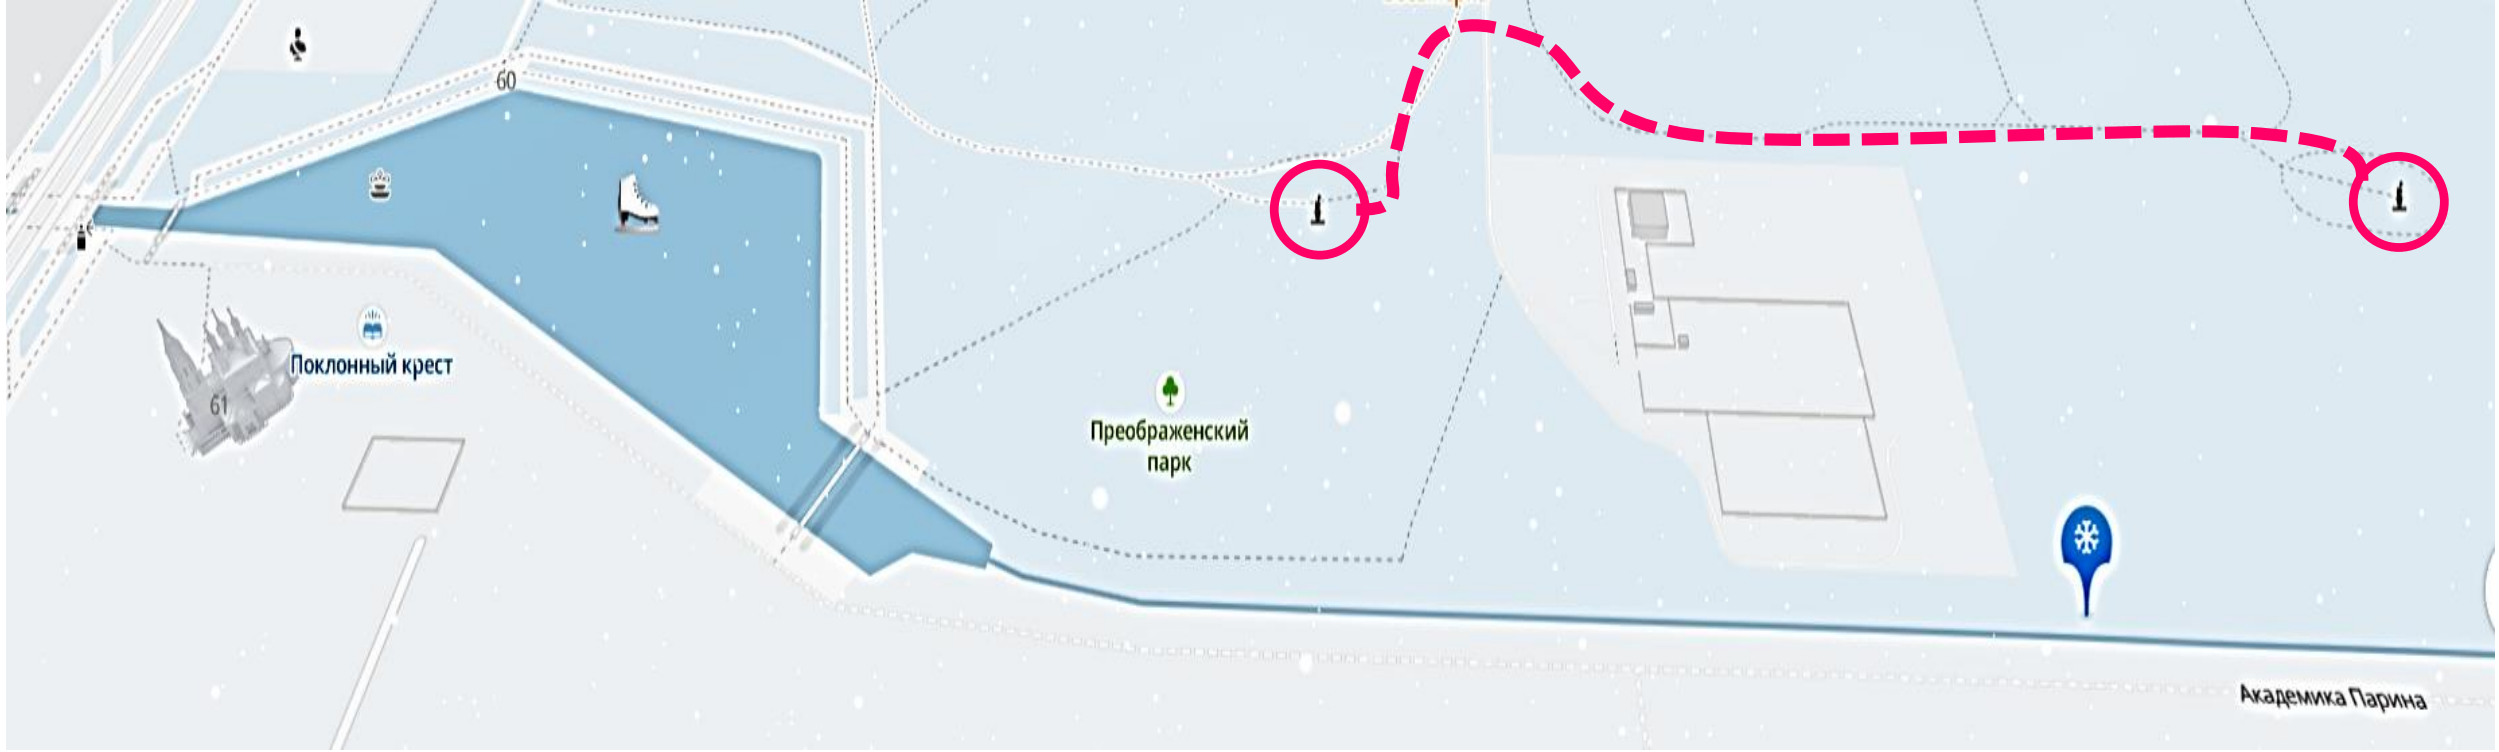 60
Поклонный крест
61
Преображенский
парк
Академика Парина